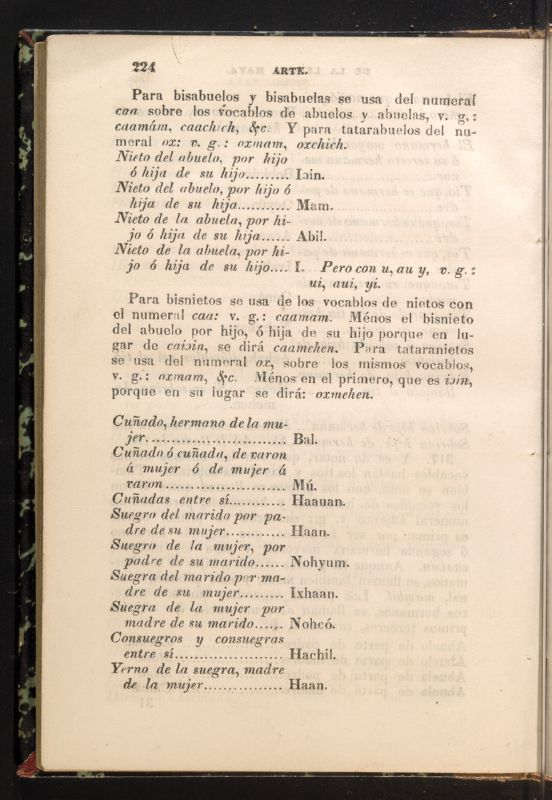 224
ARTE.
Para bisabuelos y bisabuelas se usa del numeral
caa sobre los vocablos de abuelos y abuelas, v. g.:
caamám, caachich, &c. Y para tatarabuelos del nu-
meral ox: v. g.: oxmam, oxchich.
Nieto del abuelo, por hijo
ó hija de su hijo......... Iɔin.
Nieto del abuelo, por hijo ó
hija de su hija........... Mam.
Nieto de la abuela, por hi-
jo ó hija de su hija...... Abil.
Nieto de la abuela, por hi-
jo ó hija de su hijo.... I. Pero con u, au y, v. g.:
ui, aui, yi.
Para bisnietos se usa de los vocablos de nietos con
el numeral caa: v. g.: caamam. Ménos el bisnieto
del abuelo por hijo, ó hija de su hijo porque en lu-
gar de caiɔin, se dirá caamehen. Para tataranietos
se usa del numeral ox, sobre los mismos vocablos,
v. g.: oxmam, &c. Ménos en el primero, que es iɔin,
porque en su lugar se dirá: oxmehen.
Cuñado, hermano de la mu-
jer.......................... Bal.
Cuñado ó cuñada, de varon
á mujer ó de mujer á
varon....................... Mú.
Cuñadas entre sí............ Haauan.
Suegro del marido por pa-
dre de su mujer........... Haan.
Suegro de la mujer, por
padre de su marido...... Nohyum.
Suegra del marido por ma-
dre de su mujer......... Ixhaan.
Suegra de la mujer por
madre de su marido...... Nohcó.
Consuegros y consuegras
entre sí..................... Hachil.
Yerno de la suegra, madre
de la mujer................ Haan.